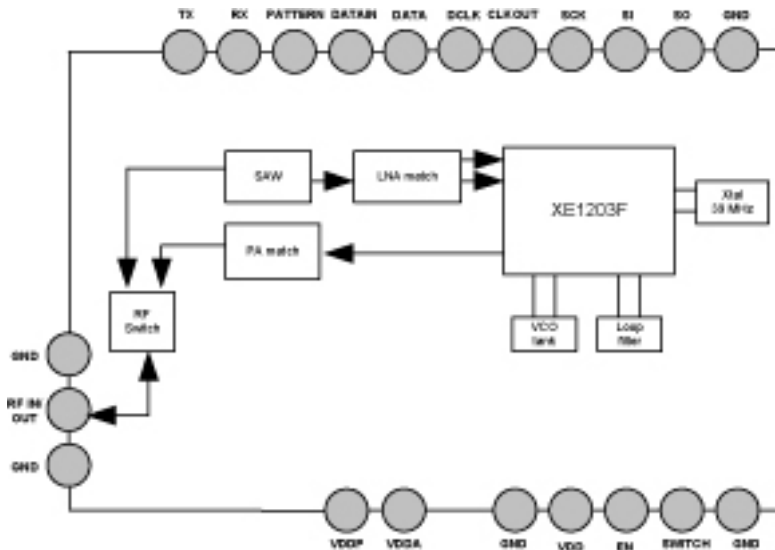 TX RX PATTERN DATAIN DATA DCLK CLKOUT SCK SI SO GND
SAW
LNA match
XE1203F
Xtal
39 MHz
PA match
RF
Switch
VCO
tank
Loop
filter
GND
RF IN/
OUT
GND
VDDP VDDA GND VDD EN SWITCH GND